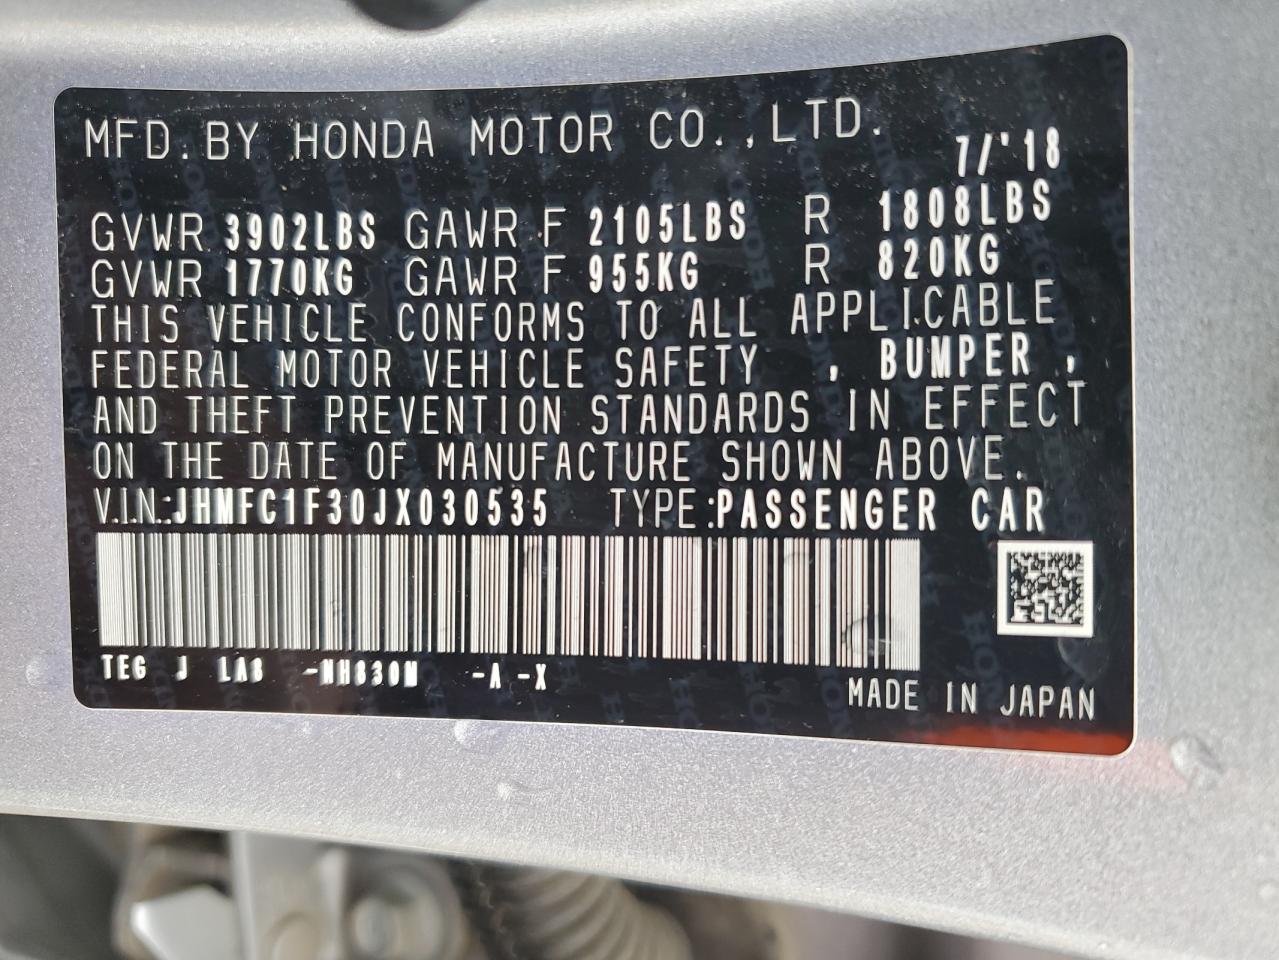 MFD. BY HONDA MOTOR CO., LTD.
7/'18
GVWR 3902LBS GAWR F 2105LBS R 1808LBS
GVWR 1770KG GAWR F 955KG R 820KG
THIS VEHICLE CONFORMS TO ALL APPLICABLE
FEDERAL MOTOR VEHICLE SAFETY , BUMPER ,
AND THEFT PREVENTION STANDARDS IN EFFECT
ON THE DATE OF MANUFACTURE SHOWN ABOVE.
V.I.N.:JHMFC1F30JX030535 TYPE:PASSENGER CAR
TEG J LA8 -NH830M -A -X
MADE IN JAPAN